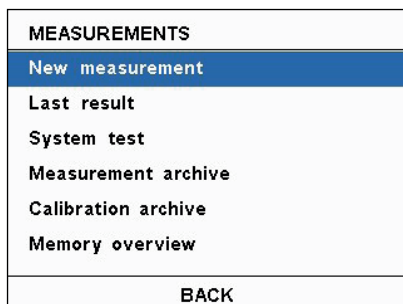 MEASUREMENTS
New measurement
Last result
System test
Measurement archive
Calibration archive
Memory overview
BACK